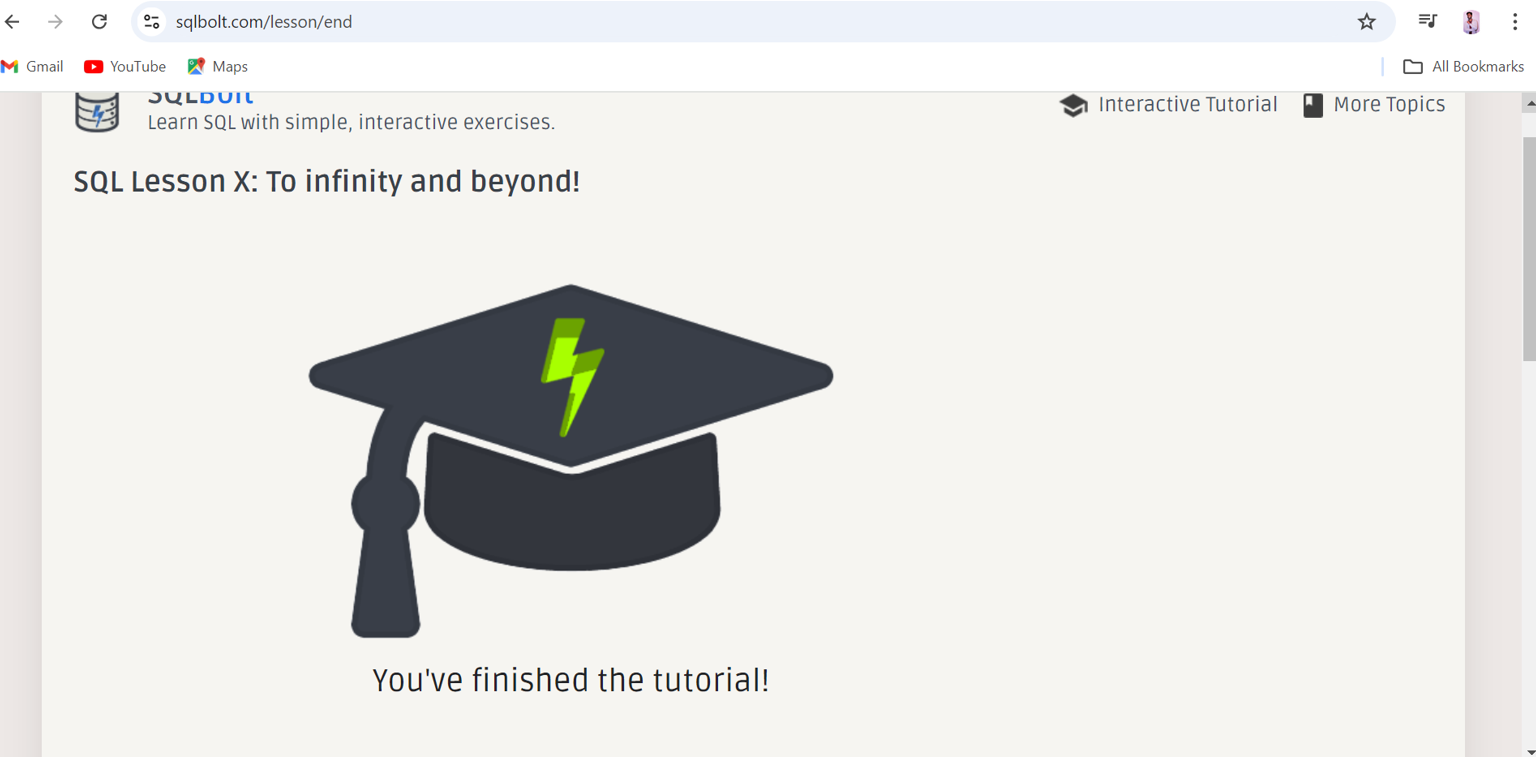 sqlbolt.com/lesson/end
Gmail YouTube Maps All Bookmarks
SQLBolt
Learn SQL with simple, interactive exercises.
Interactive Tutorial More Topics
SQL Lesson X: To infinity and beyond!
You've finished the tutorial!